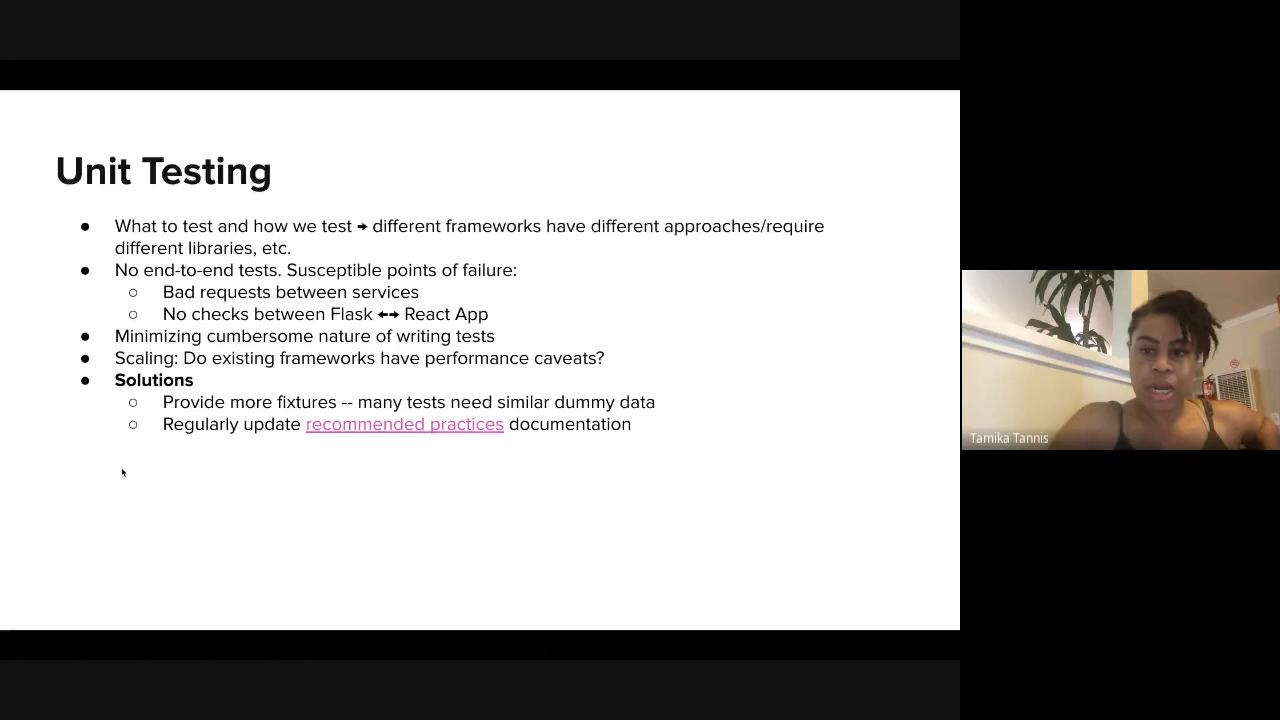 Unit Testing
● What to test and how we test → different frameworks have different approaches/require
different libraries, etc.
● No end-to-end tests. Susceptible points of failure:
○ Bad requests between services
○ No checks between Flask ←→ React App
● Minimizing cumbersome nature of writing tests
● Scaling: Do existing frameworks have performance caveats?
● Solutions
○ Provide more fixtures -- many tests need similar dummy data
○ Regularly update recommended practices documentation
Tamika Tannis